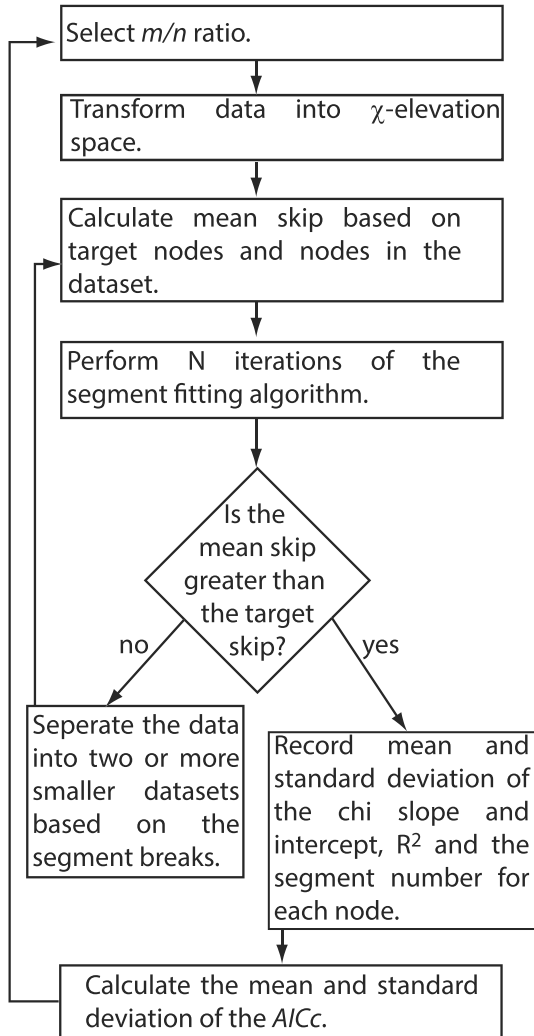 Select m/n ratio.
Transform data into χ-elevation
space.
Calculate mean skip based on
target nodes and nodes in the
dataset.
Perform N iterations of the
segment fitting algorithm.
Is the
mean skip
greater than
the target
skip?
no
yes
Seperate the data
into two or more
smaller datasets
based on the
segment breaks.
Record mean and
standard deviation of
the chi slope and
intercept, R² and the
segment number for
each node.
Calculate the mean and standard
deviation of the AICc.